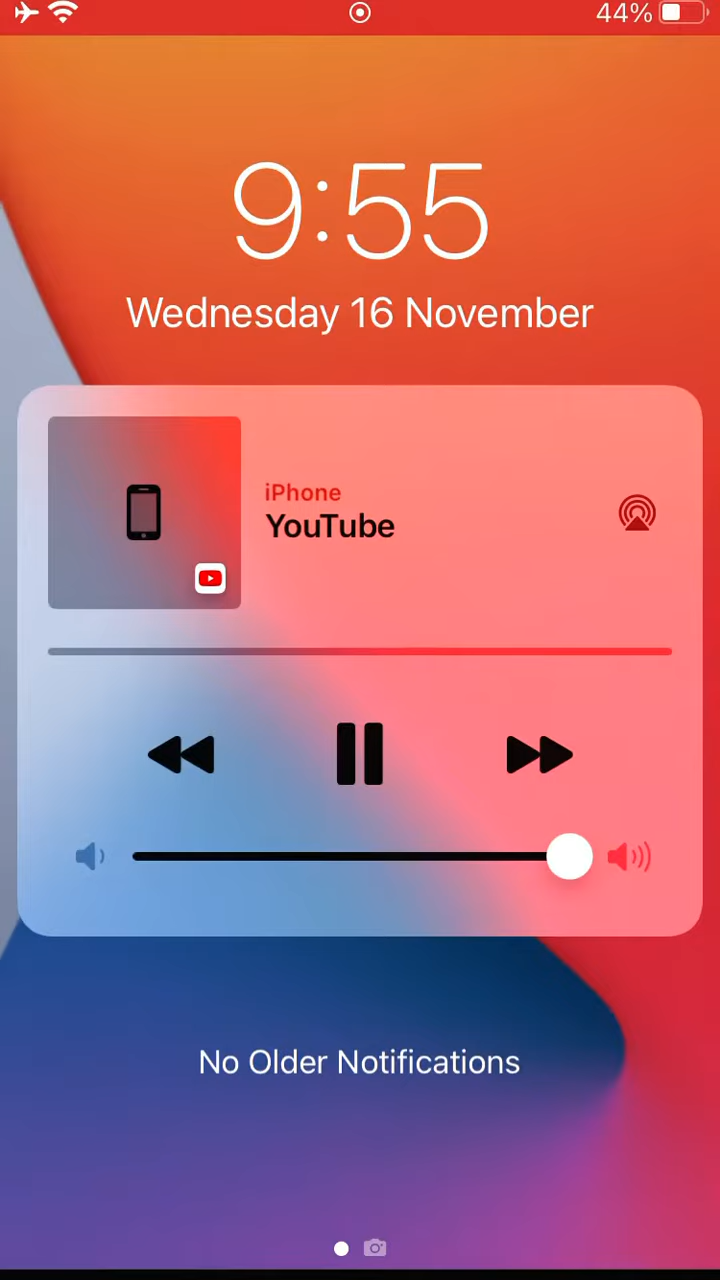 44%
9:55
Wednesday 16 November
iPhone
YouTube
No Older Notifications